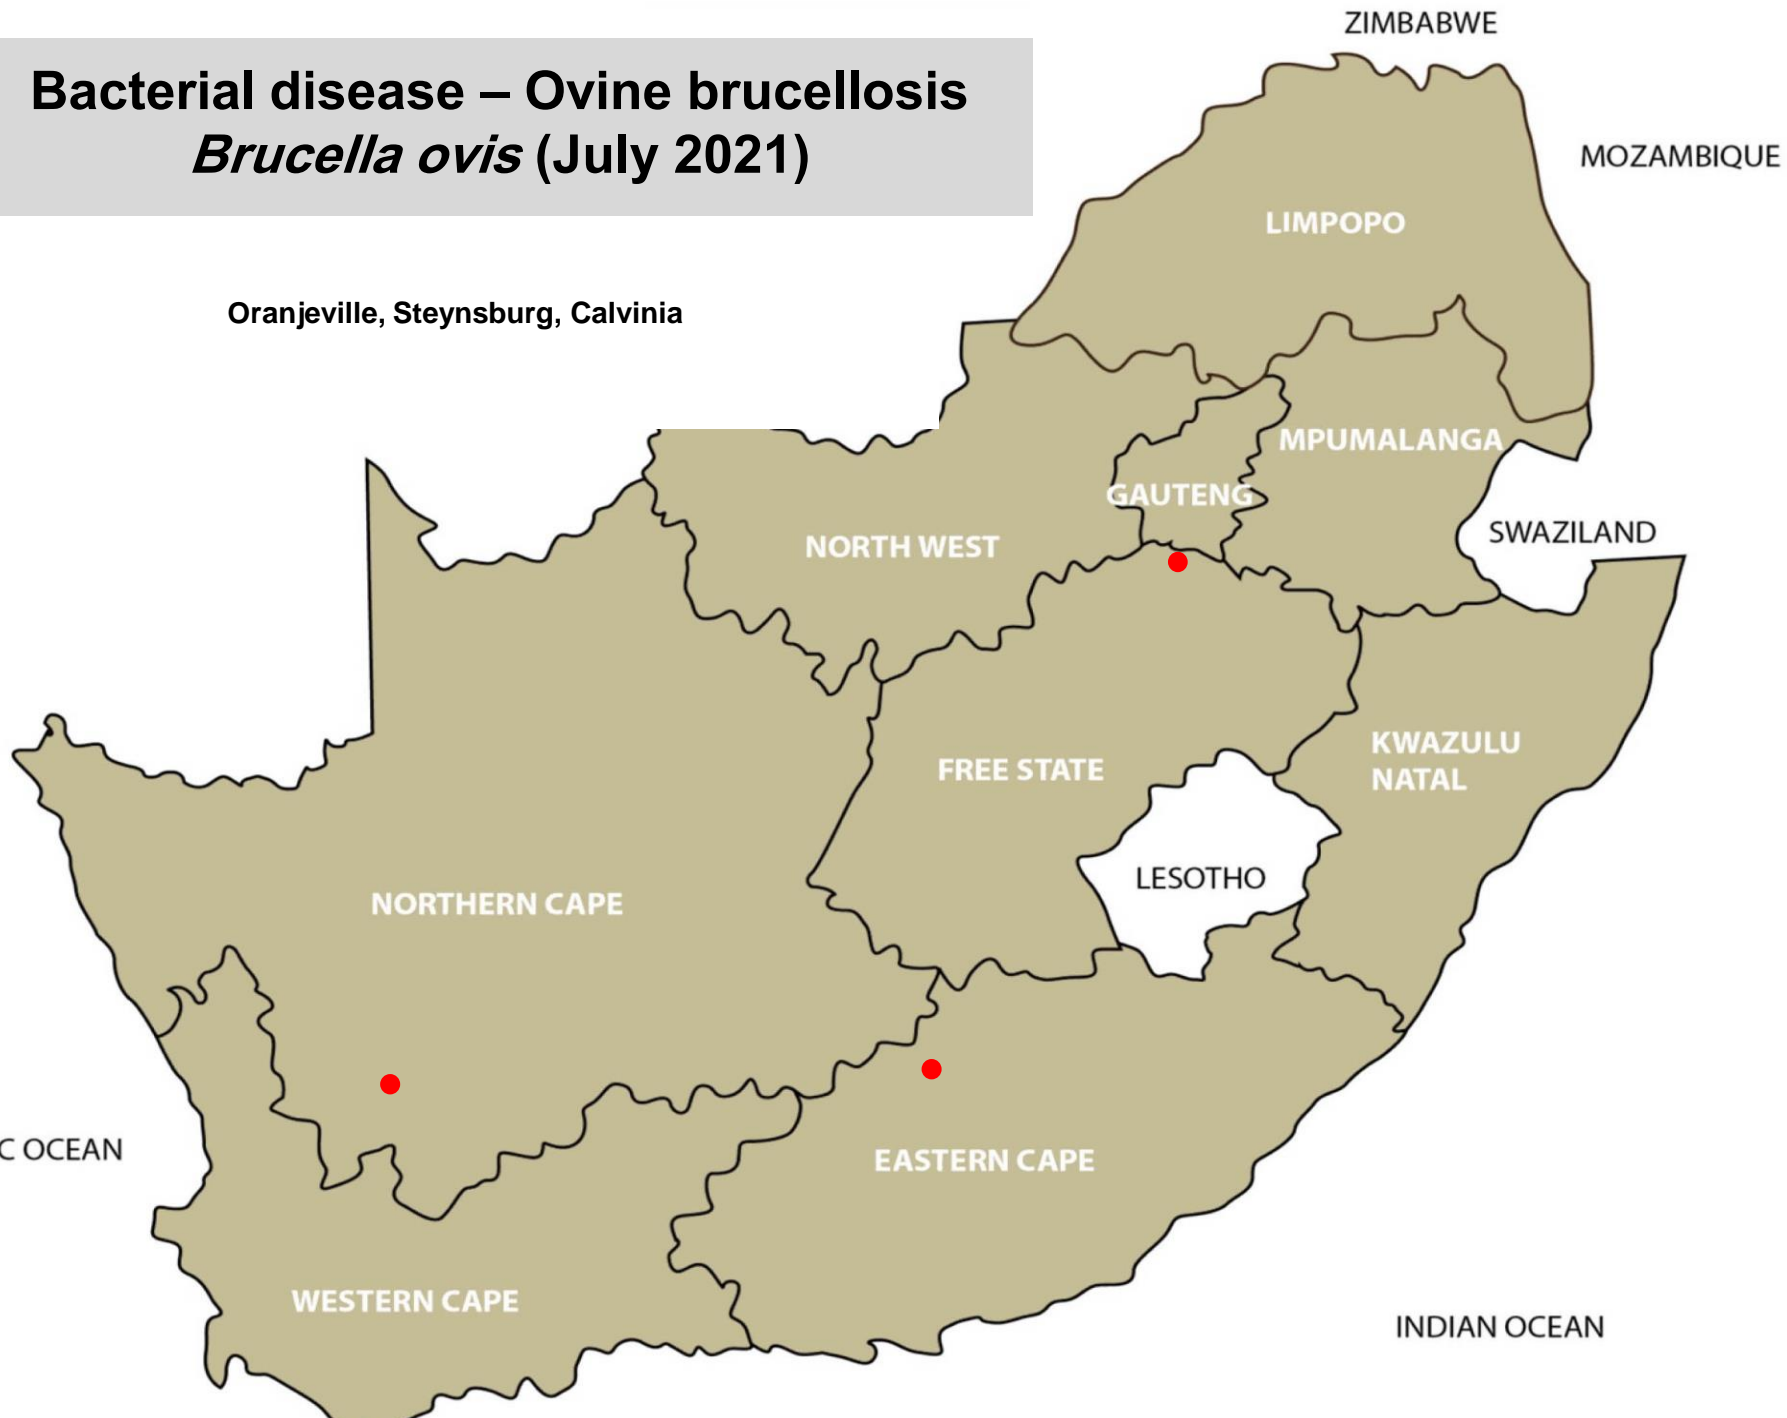 ZIMBABWE
Bacterial disease – Ovine brucellosis
Brucella ovis (July 2021)
MOZAMBIQUE
LIMPOPO
Oranjeville, Steynsburg, Calvinia
MPUMALANGA
GAUTENG
SWAZILAND
NORTH WEST
KWAZULU
NATAL
FREE STATE
LESOTHO
NORTHERN CAPE
C OCEAN
EASTERN CAPE
WESTERN CAPE
INDIAN OCEAN